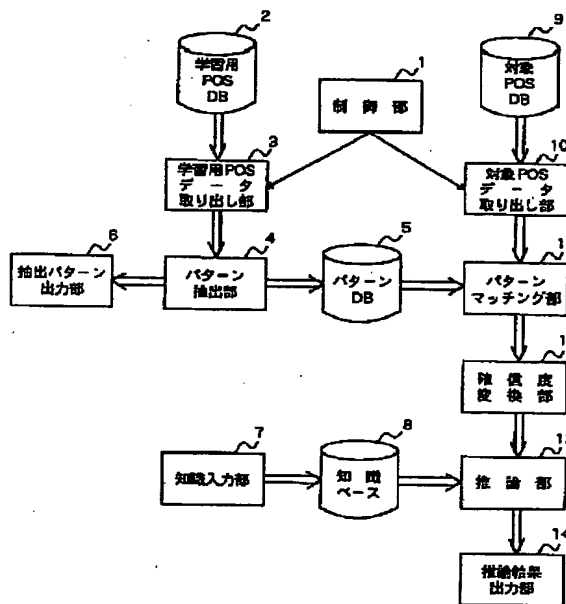 2
学習用
POS
DB
9
対象
POS
DB
1
制御部
3
学習用POS
データ
取り出し部
10
対象POS
データ
取り出し部
6
抽出パターン
出力部
4
パターン
抽出部
5
パターン
DB
1
パターン
マッチング部
1
確信度
変換部
7
知識入力部
8
知識
ベース
13
推論部
14
推論結果
出力部